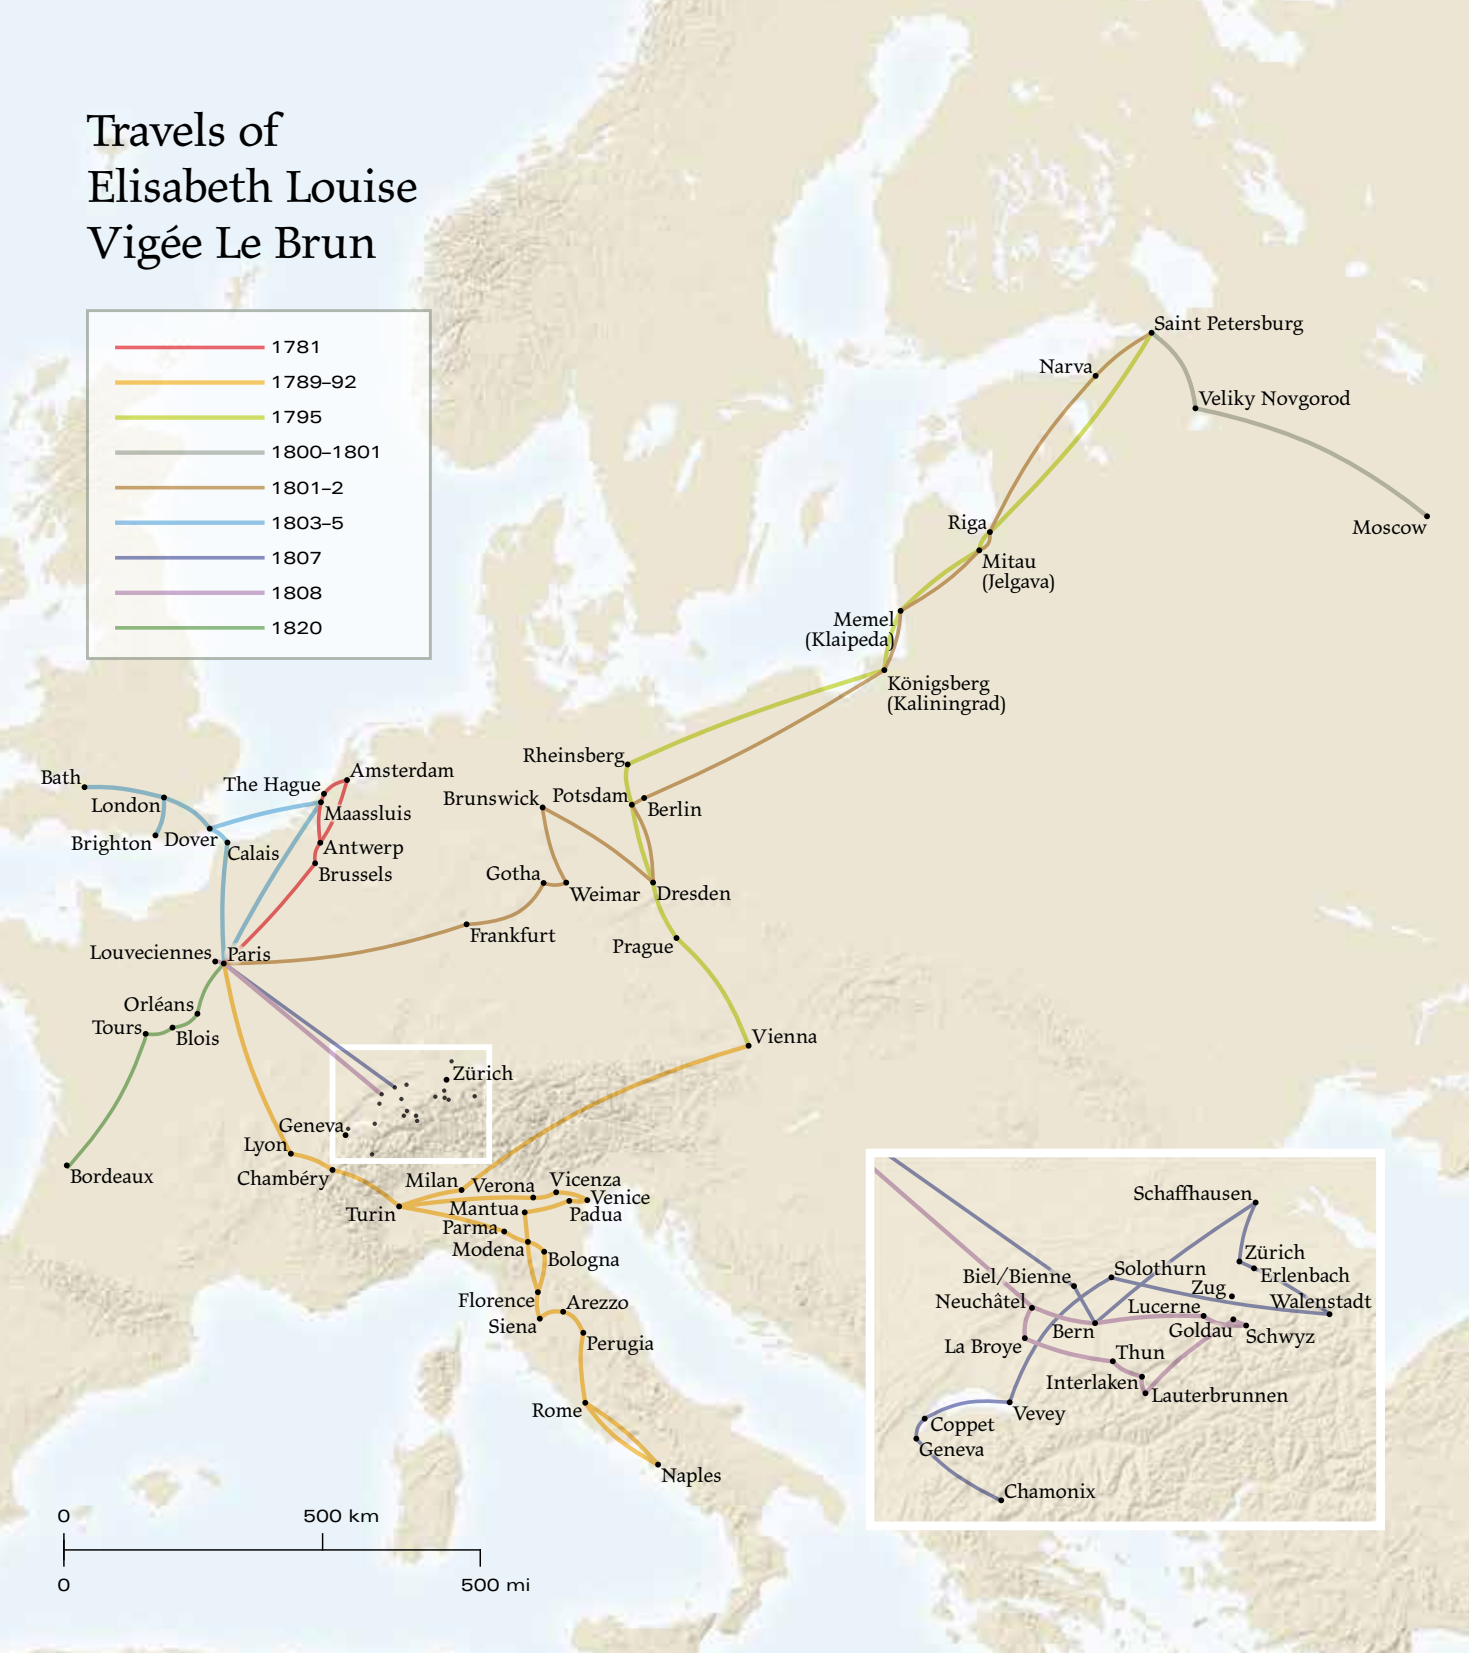 Travels of
Elisabeth Louise
Vigée Le Brun
1781
1789–92
1795
1800–1801
1801–2
1803–5
1807
1808
1820
Saint Petersburg
Narva
Veliky Novgorod
Moscow
Riga
Mitau
(Jelgava)
Memel
(Klaipeda)
Königsberg
(Kaliningrad)
Rheinsberg
Bath
London
Brighton
Dover
Calais
The Hague
Amsterdam
Maassluis
Antwerp
Brussels
Brunswick
Potsdam
Berlin
Gotha
Weimar
Dresden
Frankfurt
Prague
Louveciennes
Paris
Orléans
Tours
Blois
Vienna
Zürich
Geneva
Lyon
Chambéry
Bordeaux
Milan
Verona
Vicenza
Venice
Padua
Mantua
Turin
Parma
Modena
Bologna
Florence
Arezzo
Siena
Perugia
Rome
Naples
Schaffhausen
Zürich
Erlenbach
Solothurn
Biel/Bienne
Zug
Walenstadt
Neuchâtel
Lucerne
Bern
Goldau
Schwyz
La Broye
Thun
Interlaken
Lauterbrunnen
Vevey
Coppet
Geneva
Chamonix
0
500 km
0
500 mi